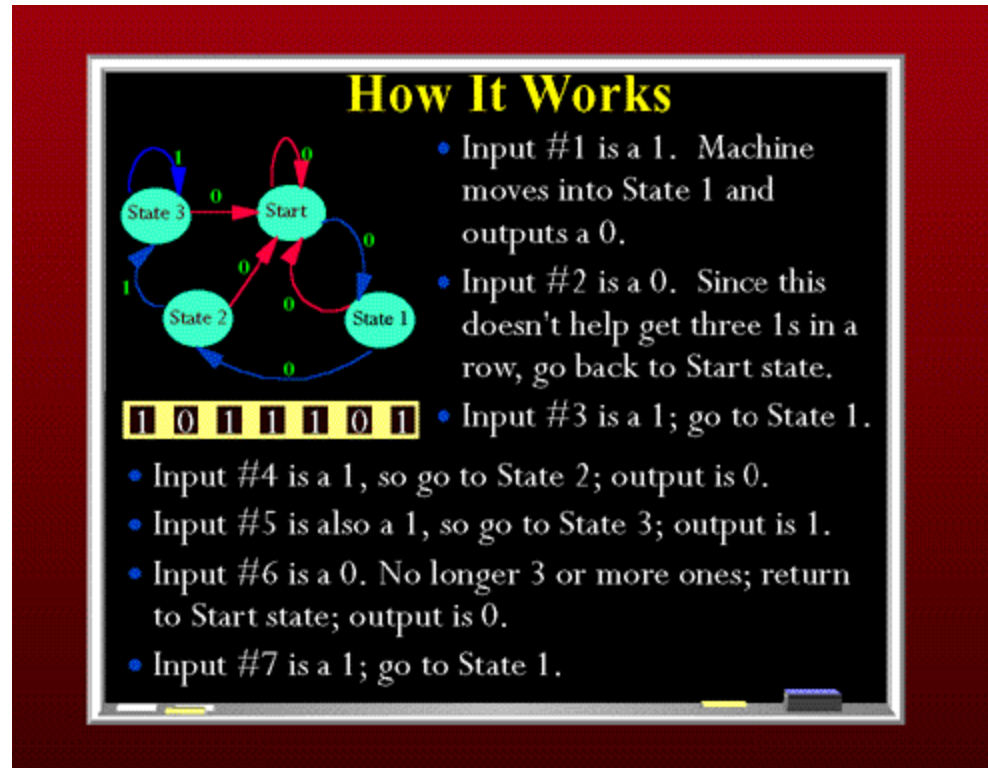 How It Works
1
0
0
State 3
Start
0
0
1
0
State 2
State 1
0
1 0 1 1 1 0 1
• Input #1 is a 1. Machine
moves into State 1 and
outputs a 0.
• Input #2 is a 0. Since this
doesn't help get three 1s in a
row, go back to Start state.
• Input #3 is a 1; go to State 1.
• Input #4 is a 1, so go to State 2; output is 0.
• Input #5 is also a 1, so go to State 3; output is 1.
• Input #6 is a 0. No longer 3 or more ones; return
to Start state; output is 0.
• Input #7 is a 1; go to State 1.